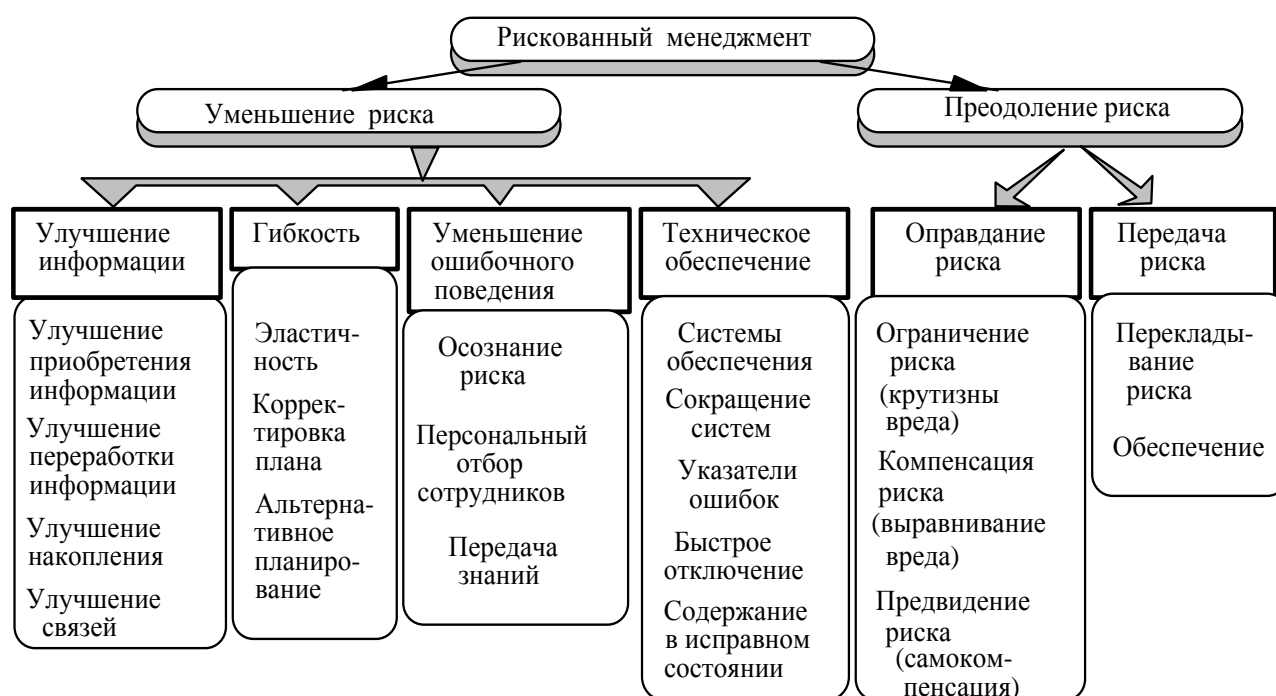 Рискованный менеджмент
Уменьшение риска
Преодоление риска
Улучшение
информации
Улучшение
приобретения
информации
Улучшение
переработки
информации
Улучшение
накопления
Улучшение
связей
Гибкость
Эластич-
ность
Коррек-
тировка
плана
Альтерна-
тивное
планиро-
вание
Уменьшение
ошибочного
поведения
Осознание
риска
Персональный
отбор
сотрудников
Передача
знаний
Техническое
обеспечение
Системы
обеспечения
Сокращение
систем
Указатели
ошибок
Быстрое
отключение
Содержание
в исправном
состоянии
Оправдание
риска
Ограничение
риска
(крутизны
вреда)
Компенсация
риска
(выравнивание
вреда)
Предвидение
риска
(самоком-
пенсация)
Передача
риска
Перекладыв-
вание
риска
Обеспечение